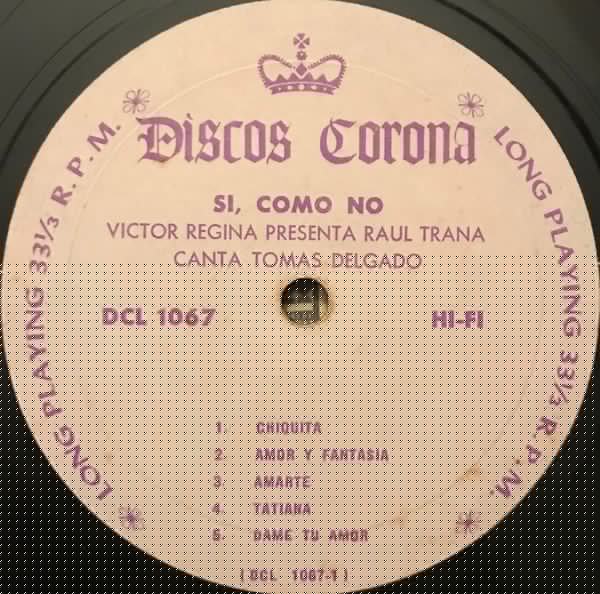 Discos Corona
LONG PLAYING 33⅓ R.P.M.
LONG PLAYING 33⅓ R.P.M.
SI, COMO NO
VICTOR REGINA PRESENTA RAUL TRANA
CANTA TOMAS DELGADO
DCL 1067
HI-FI
1. CHIQUITA
2. AMOR Y FANTASIA
3. AMARTE
4. TATIANA
5. DAME TU AMOR
(DCL 1067-1)